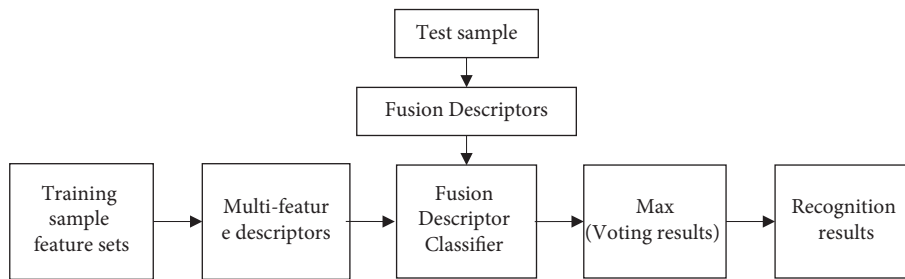 Test sample
Fusion Descriptors
Training
sample
feature sets
Multi-featur
e descriptors
Fusion
Descriptor
Classifier
Max
(Voting results)
Recognition
results